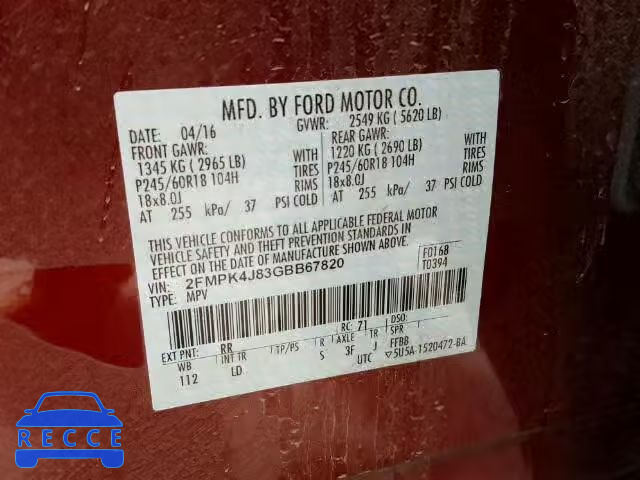 MFD. BY FORD MOTOR CO.
DATE: 04/16 GVWR: 2549 KG ( 5620 LB)
FRONT GAWR: REAR GAWR:
1345 KG ( 2965 LB) WITH 1220 KG ( 2690 LB) WITH
P245/60R18 104H TIRES P245/60R18 104H TIRES
18x8.0J RIMS 18x8.0J RIMS
AT 255 kPa/ 37 PSI COLD AT 255 kPa/ 37 PSI COLD
THIS VEHICLE CONFORMS TO ALL APPLICABLE FEDERAL MOTOR
VEHICLE SAFETY AND THEFT PREVENTION STANDARDS IN
EFFECT ON THE DATE OF MANUFACTURE SHOWN ABOVE.
VIN: 2FMPK4J83GBB67820 F0168
TYPE: MPV T0394
EXT PNT: RR RC: 71 DSO:
WB INT TR TP/PS R AXLE TR SPR
112 LD S 3F J FFBB
UTC ▽5U5A-1520472-BA
RECCE